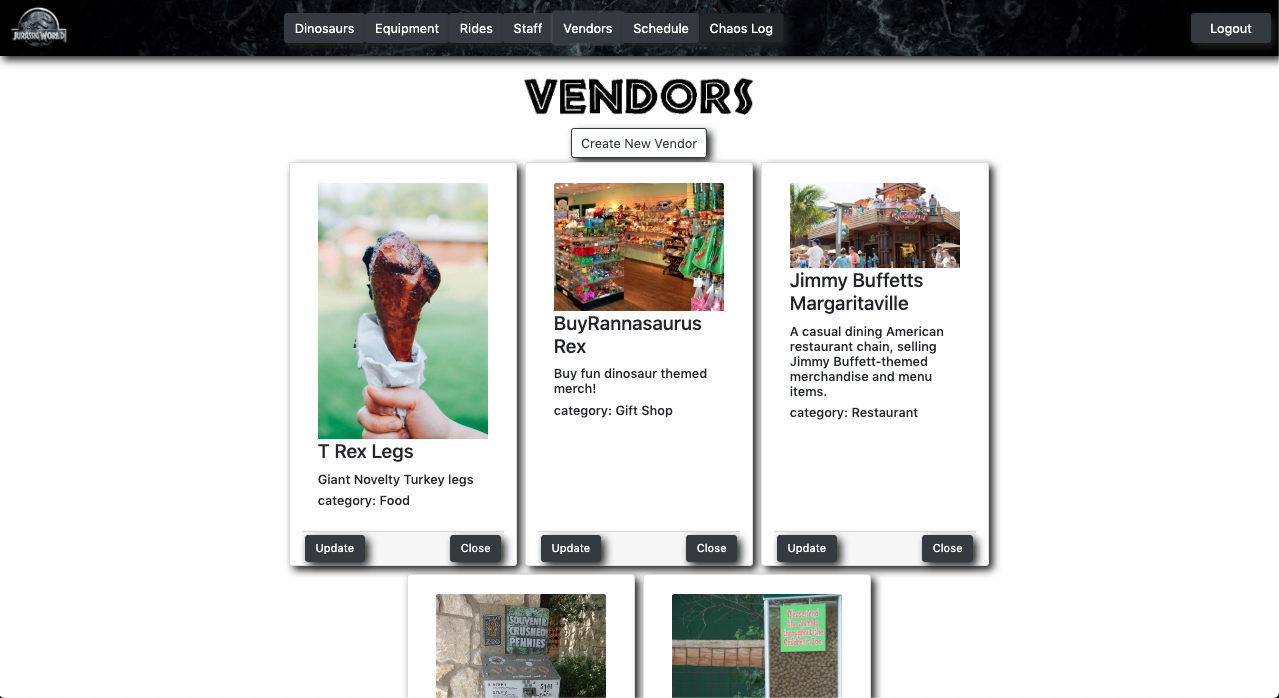 JURASSIC WORLD
Dinosaurs
Equipment
Rides
Staff
Vendors
Schedule
Chaos Log
Logout
VENDORS
Create New Vendor
T Rex Legs
Giant Novelty Turkey legs
category: Food
Update
Close
BuyRannasaurus
Rex
Buy fun dinosaur themed
merch!
category: Gift Shop
Update
Close
Jimmy Buffetts
Margaritaville
A casual dining American
restaurant chain, selling
Jimmy Buffett-themed
merchandise and menu
items.
category: Restaurant
Update
Close
SOUVENIR
CRUSHED
PENNIES
Please Feed